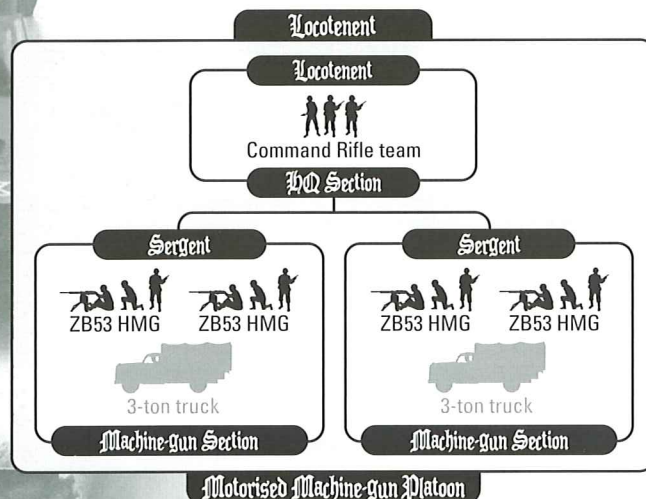 Locotenent
Locotenent
Command Rifle team
HQ Section
Sergent
ZB53 HMG ZB53 HMG
3-ton truck
Machine-gun Section
Sergent
ZB53 HMG ZB53 HMG
3-ton truck
Machine-gun Section
Motorised Machine-gun Platoon